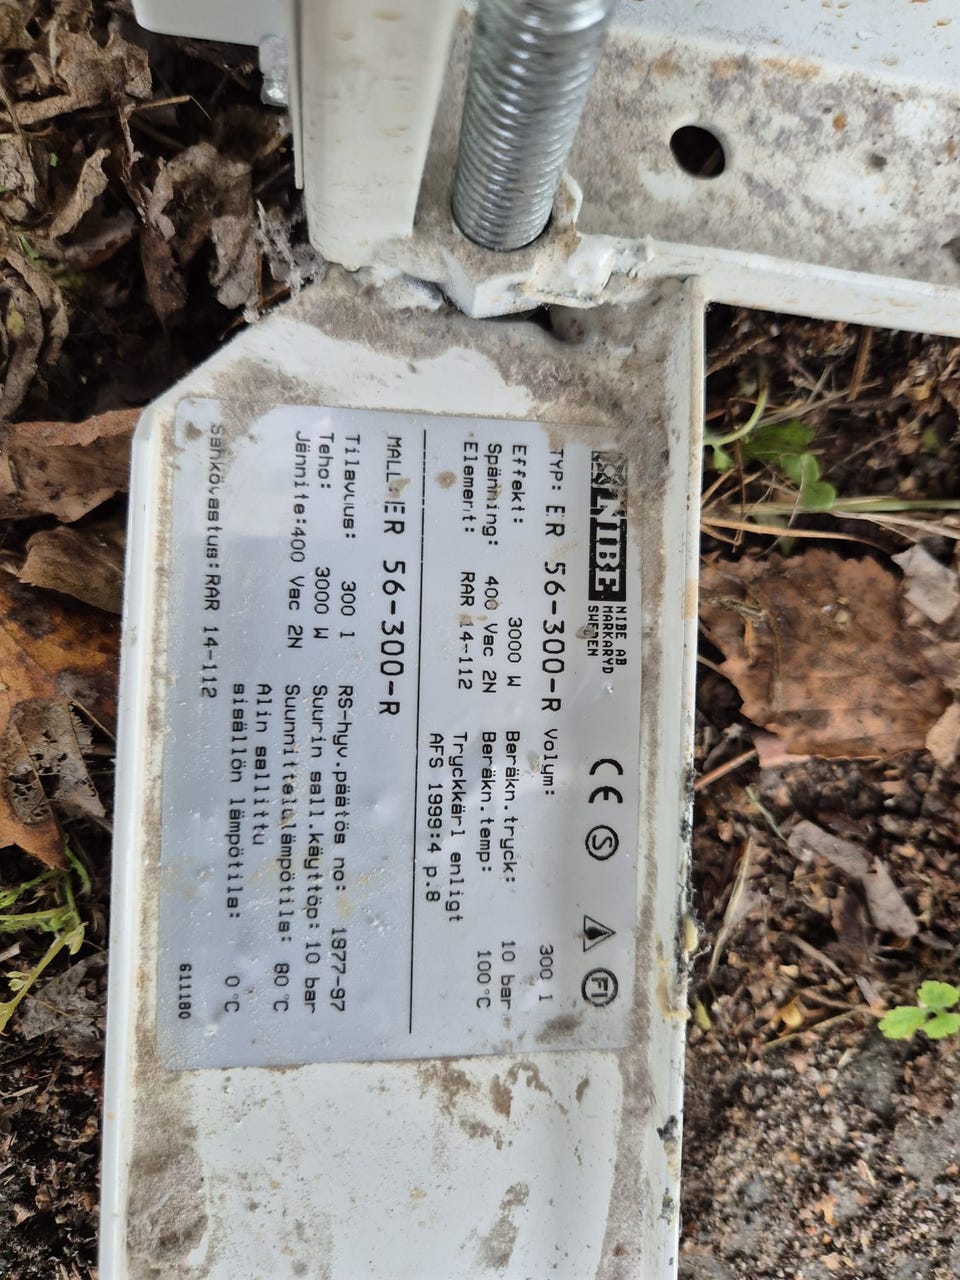 NIBE
NIBE AB
MARKARYD
SWEDEN
CE S FI
TYP: ER 56-300-R Volym: 300 l
Effekt: 3000 W Beräkn.tryck: 10 bar
Spänning: 400 Vac 2N Beräkn.temp: 100°C
Element: RAR 14-112 Tryckkärl enligt
AFS 1999:4 p.8
MALLI ER 56-300-R
Tilavuus: 300 l RS-hyv.päätös no: 1877-97
Teho: 3000 W Suurin sall.käyttöp: 10 bar
Jännite:400 Vac 2N Suunnittelulämpötila: 80°C
Alin sallittu
sisällön lämpötila: 0°C
Sähkövastus:RAR 14-112
611180